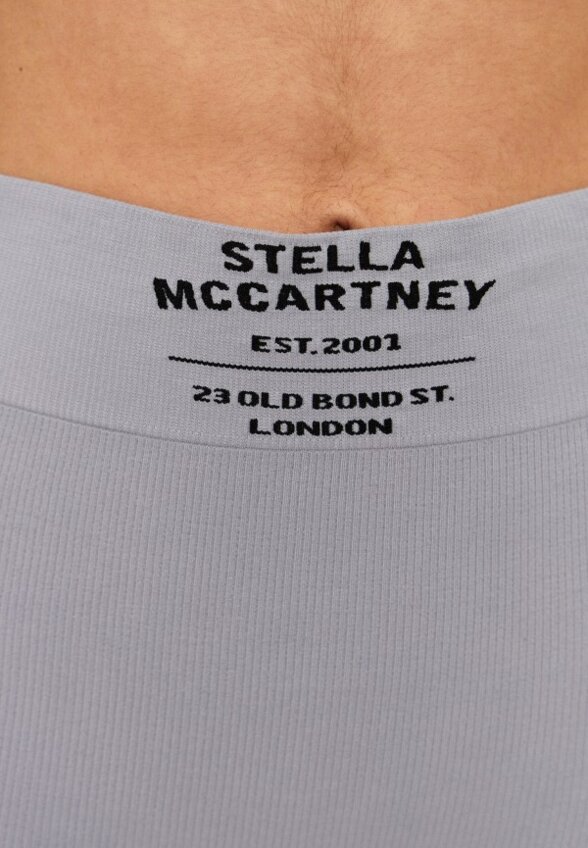 STELLA
MCCARTNEY
EST. 2001
23 OLD BOND ST.
LONDON